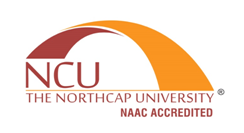 NCU
THE NORTHCAP UNIVERSITY ®
NAAC ACCREDITED